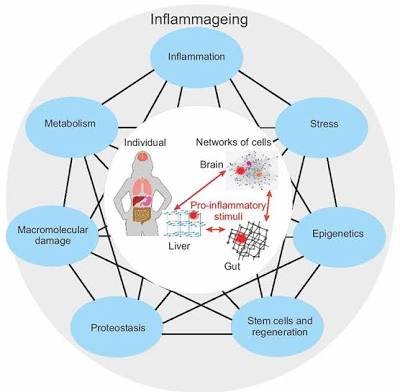 Inflammageing
Inflammation
Metabolism
Stress
Individual
Networks of cells
Brain
Pro-inflammatory
stimuli
Liver
Gut
Macromolecular
damage
Epigenetics
Proteostasis
Stem cells and
regeneration